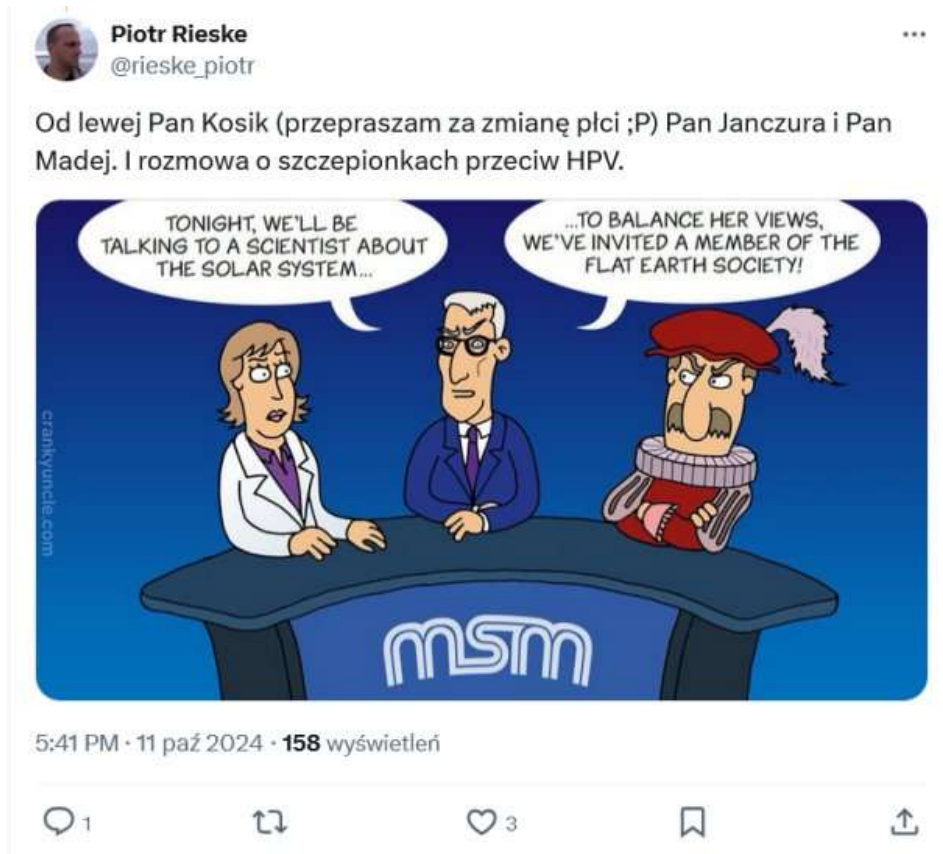 Piotr Rieske
@rieske_piotr
Od lewej Pan Kosik (przepraszam za zmianę płci ;P) Pan Janczura i Pan
Madej. I rozmowa o szczepionkach przeciw HPV.
TONIGHT, WE'LL BE
TALKING TO A SCIENTIST ABOUT
THE SOLAR SYSTEM...
...TO BALANCE HER VIEWS,
WE'VE INVITED A MEMBER OF THE
FLAT EARTH SOCIETY!
crankyuncle.com
msm
5:41 PM · 11 paź 2024 · 158 wyświetleń
1
3